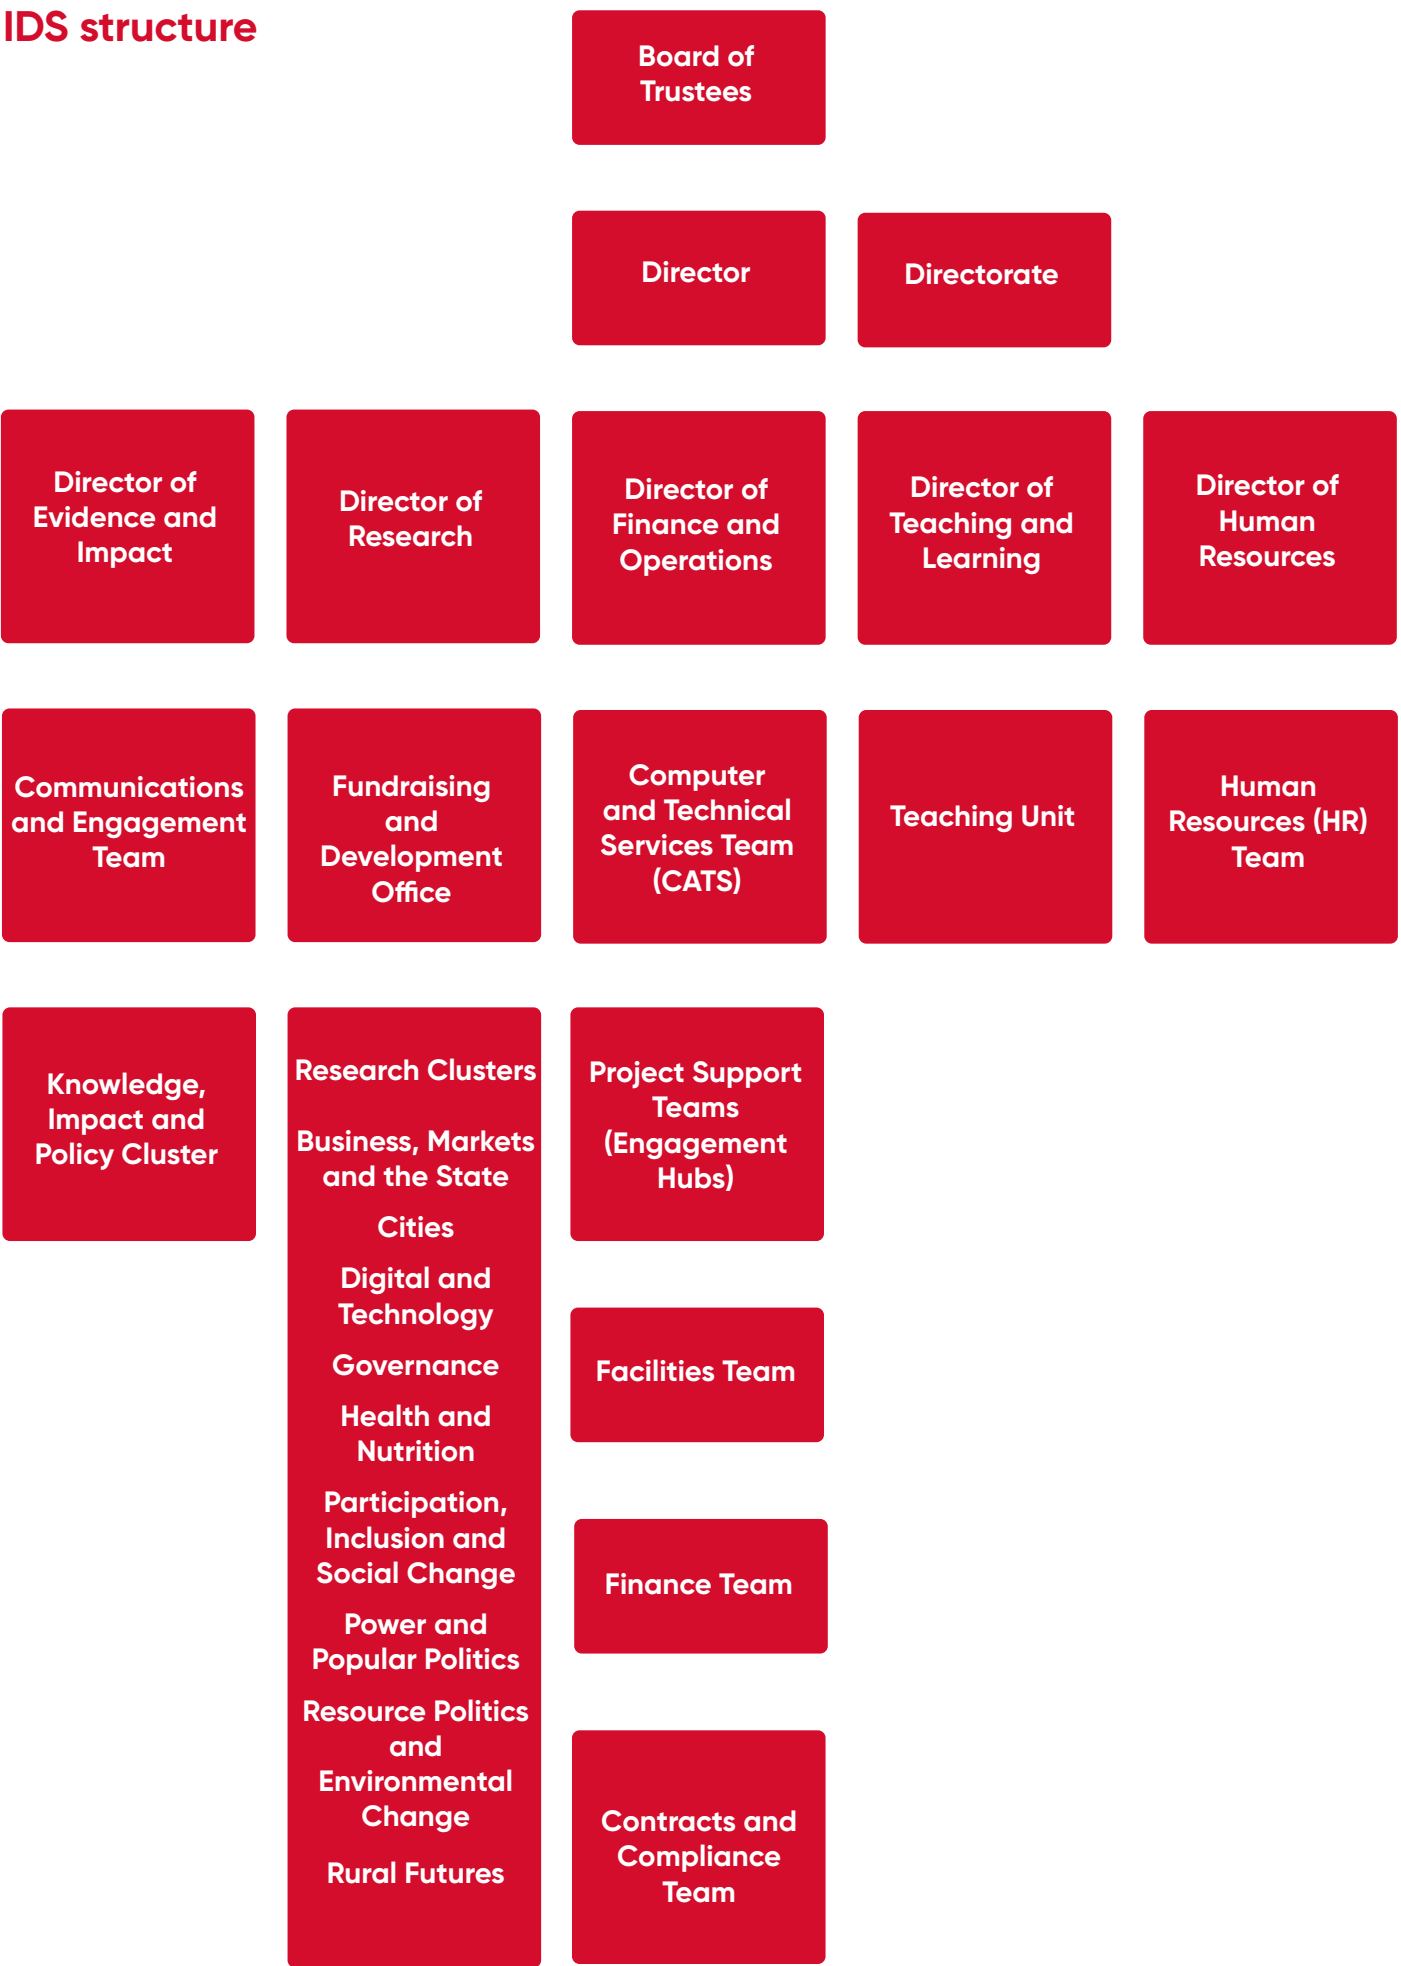 IDS structure
Board of
Trustees
Director
Directorate
Director of
Evidence and
Impact
Director of
Research
Director of
Finance and
Operations
Director of
Teaching and
Learning
Director of
Human
Resources
Communications
and Engagement
Team
Fundraising
and
Development
Office
Computer
and Technical
Services Team
(CATS)
Teaching Unit
Human
Resources (HR)
Team
Knowledge,
Impact and
Policy Cluster
Research Clusters
Business, Markets
and the State
Cities
Digital and
Technology
Governance
Health and
Nutrition
Participation,
Inclusion and
Social Change
Power and
Popular Politics
Resource Politics
and
Environmental
Change
Rural Futures
Project Support
Teams
(Engagement
Hubs)
Facilities Team
Finance Team
Contracts and
Compliance
Team